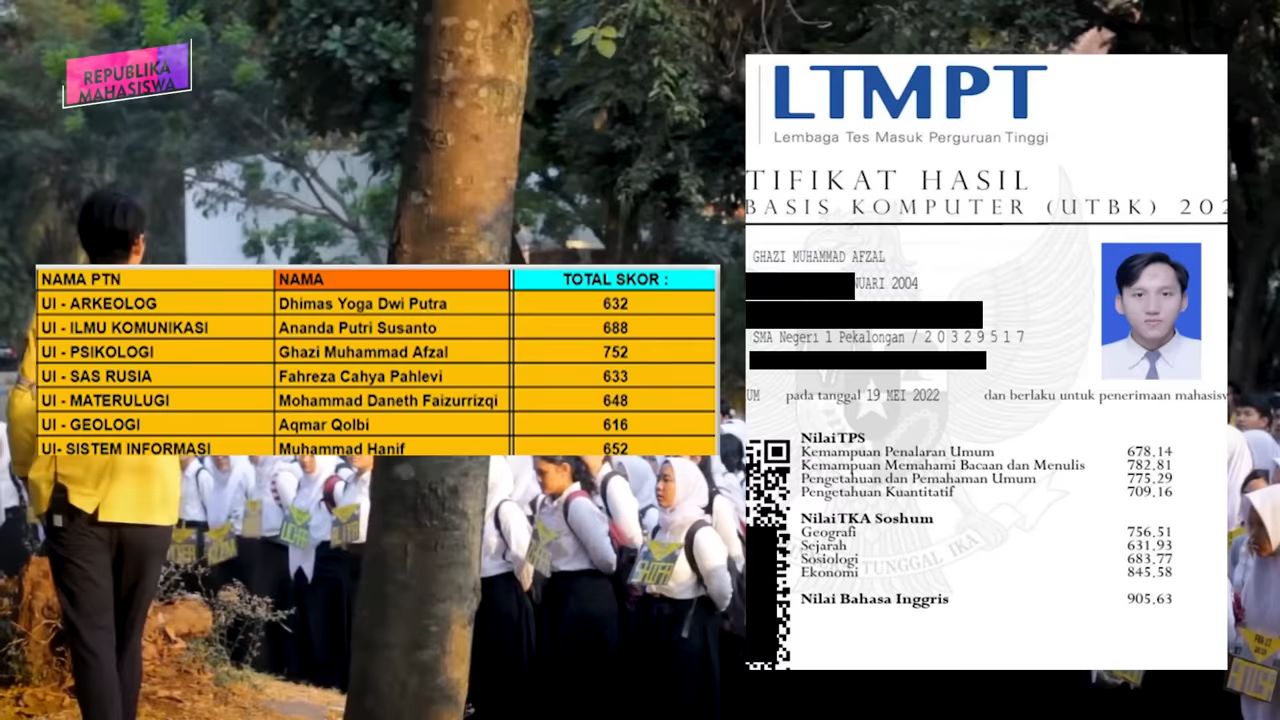 REPUBLIKA
MAHASISWA
NAMA PTN NAMA TOTAL SKOR :
UI - ARKEOLOG Dhimas Yoga Dwi Putra 632
UI - ILMU KOMUNIKASI Ananda Putri Susanto 688
UI - PSIKOLOGI Ghazi Muhammad Afzal 752
UI - SAS RUSIA Fahreza Cahya Pahlevi 633
UI - MATERULUGI Mohammad Daneth Faizurrizqi 648
UI - GEOLOGI Aqmar Qolbi 616
UI- SISTEM INFORMASI Muhammad Hanif 652
LTMPT
Lembaga Tes Masuk Perguruan Tinggi
TIFIKAT HASIL
BASIS KOMPUTER (UTBK) 202
GHAZI MUHAMMAD AFZAL
NUARI 2004
SMA Negeri 1 Pekalongan / 20329517
UM pada tanggal 19 MEI 2022 dan berlaku untuk penerimaan mahasisw
Nilai TPS
Kemampuan Penalaran Umum 678.14
Kemampuan Memahami Bacaan dan Menulis 782,81
Pengetahuan dan Pemahaman Umum 775.29
Pengetahuan Kuantitatif 709.16
Nilai TKA Soshum
Geografi 756.51
Sejarah 631.93
Sosiologi 683.77
Ekonomi 845.58
Nilai Bahasa Inggris 905,63
TUNGGAL IKA